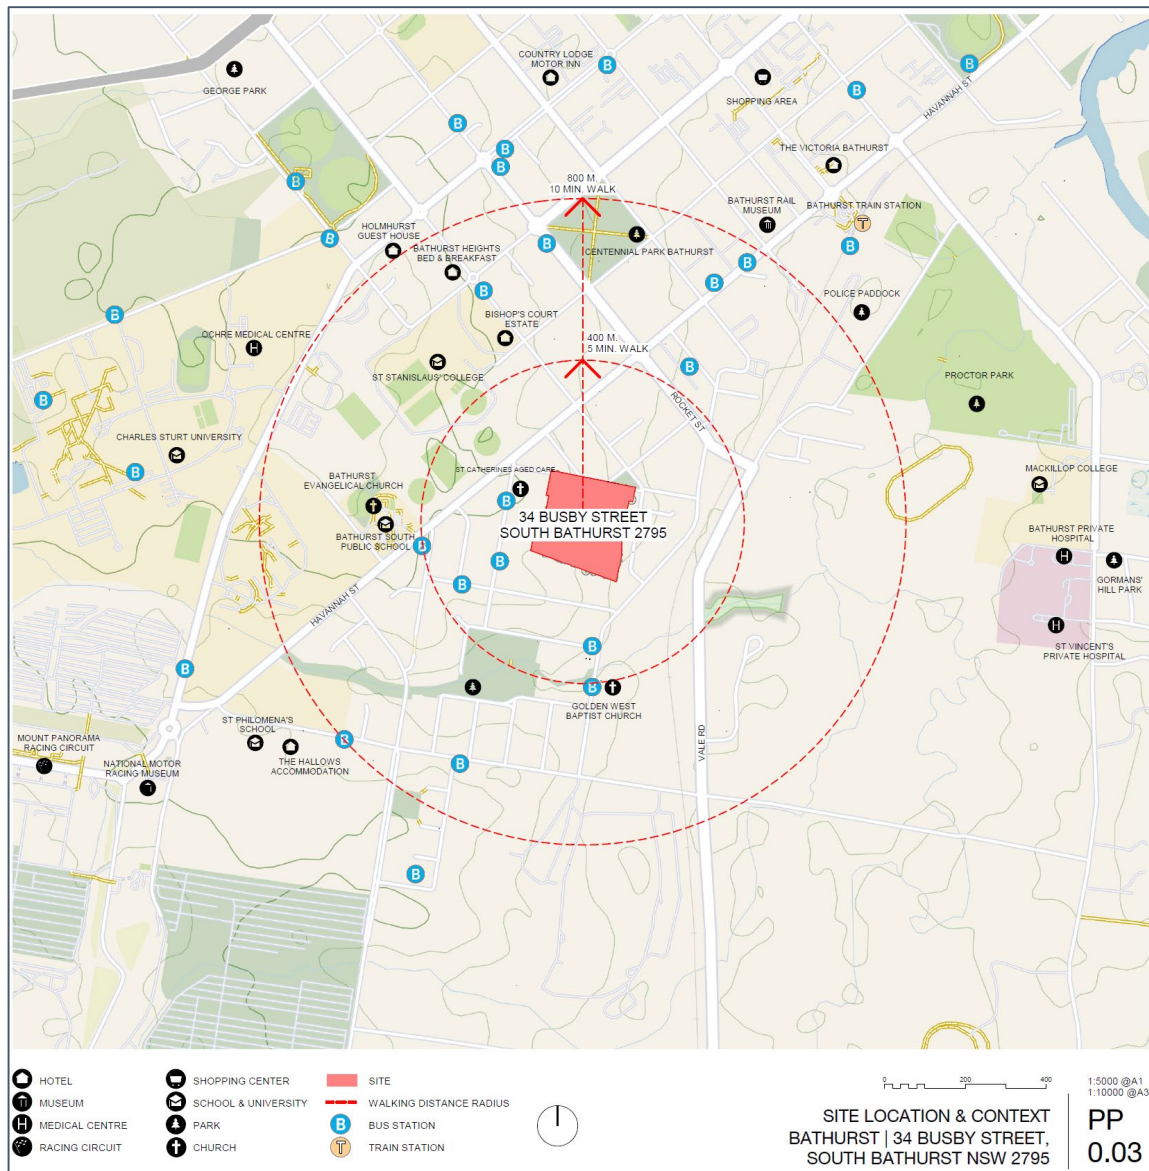 COUNTRY LODGE
MOTOR INN
GEORGE PARK
SHOPPING AREA
HAVANNAH ST
THE VICTORIA BATHURST
800 M.
10 MIN. WALK
BATHURST RAIL
MUSEUM
BATHURST TRAIN STATION
HOLMHURST
GUEST HOUSE
BATHURST HEIGHTS
BED & BREAKFAST
CENTENNIAL PARK BATHURST
POLICE PADDOCK
BISHOP'S COURT
ESTATE
OCHRE MEDICAL CENTRE
400 M.
5 MIN. WALK
ST STANISLAUS' COLLEGE
PROCTOR PARK
ROCKET ST
CHARLES STURT UNIVERSITY
ST CATHERINES AGED CARE
MACKILLOP COLLEGE
BATHURST
EVANGELICAL CHURCH
34 BUSBY STREET
SOUTH BATHURST 2795
BATHURST SOUTH
PUBLIC SCHOOL
BATHURST PRIVATE
HOSPITAL
GORMANS'
HILL PARK
HAVANNAH ST
ST VINCENT'S
PRIVATE HOSPITAL
GOLDEN WEST
BAPTIST CHURCH
ST PHILOMENA'S
SCHOOL
THE HALLOWS
ACCOMMODATION
MOUNT PANORAMA
RACING CIRCUIT
NATIONAL MOTOR
RACING MUSEUM
VALE RD
HOTEL
MUSEUM
MEDICAL CENTRE
RACING CIRCUIT
SHOPPING CENTER
SCHOOL & UNIVERSITY
PARK
CHURCH
SITE
WALKING DISTANCE RADIUS
B BUS STATION
T TRAIN STATION
0 200 400
1:5000 @A1
1:10000 @A3
SITE LOCATION & CONTEXT
BATHURST | 34 BUSBY STREET,
SOUTH BATHURST NSW 2795
PP
0.03